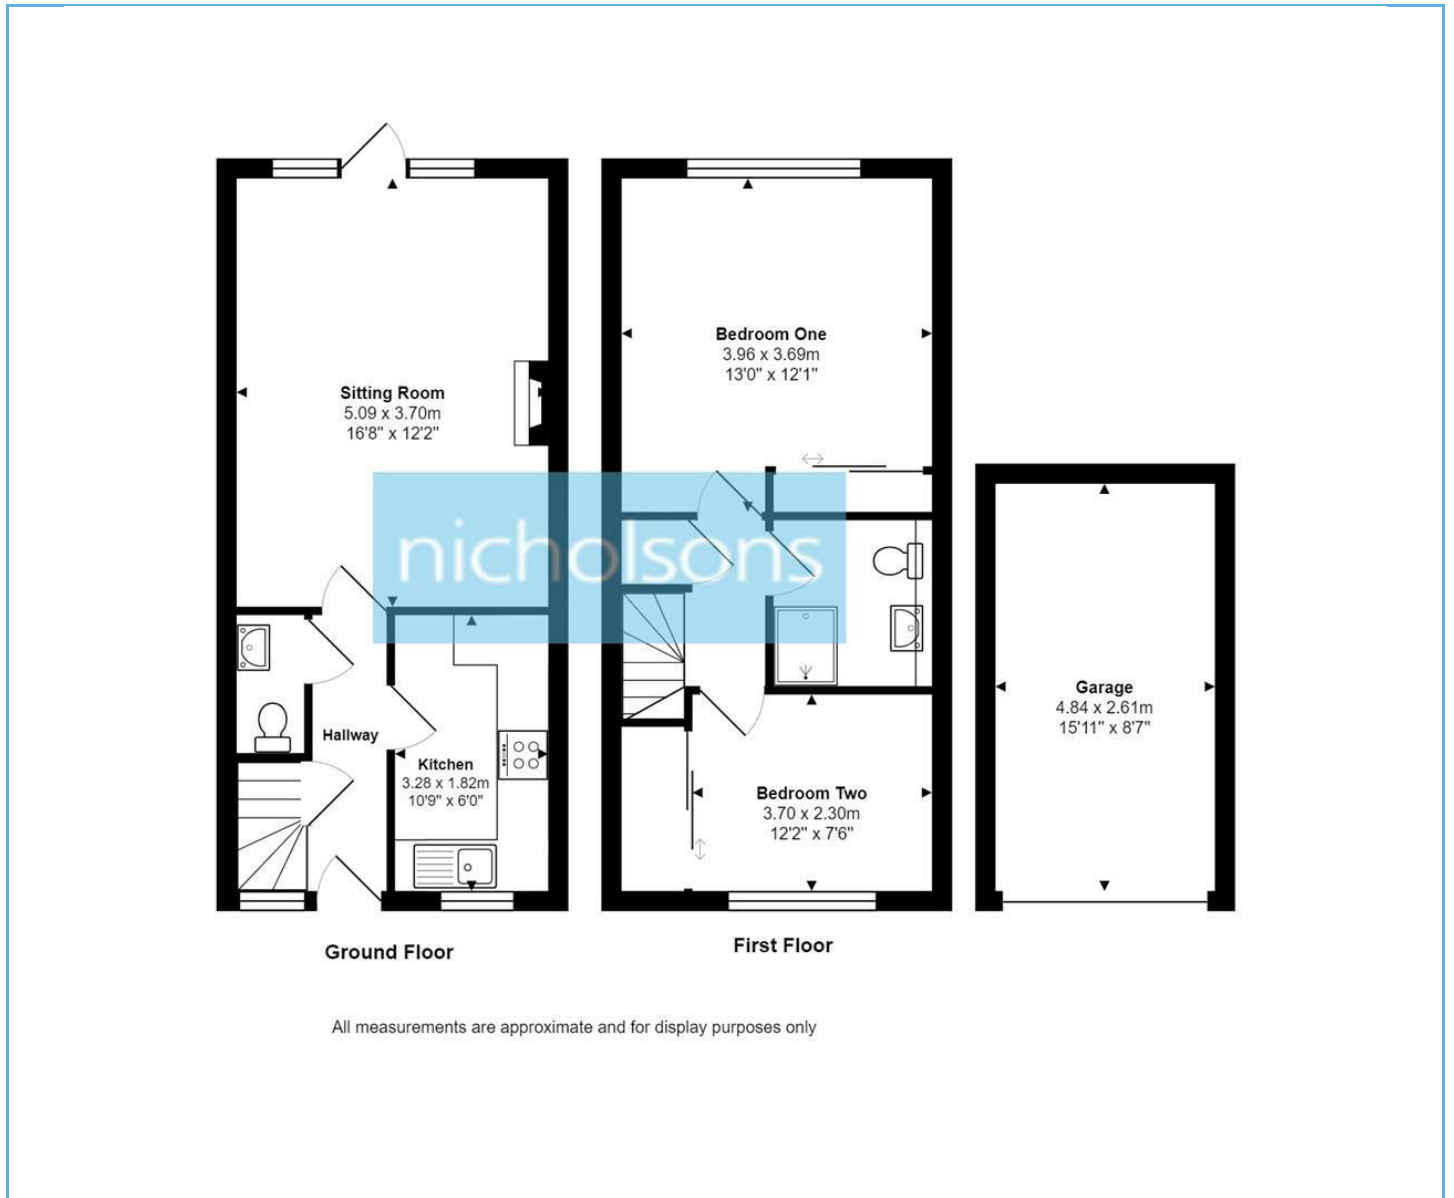 Bedroom One
3.96 x 3.69m
13'0" x 12'1"
Sitting Room
5.09 x 3.70m
16'8" x 12'2"
nicholsons
Garage
4.84 x 2.61m
15'11" x 8'7"
Hallway
Kitchen
3.28 x 1.82m
10'9" x 6'0"
Bedroom Two
3.70 x 2.30m
12'2" x 7'6"
Ground Floor
First Floor
All measurements are approximate and for display purposes only